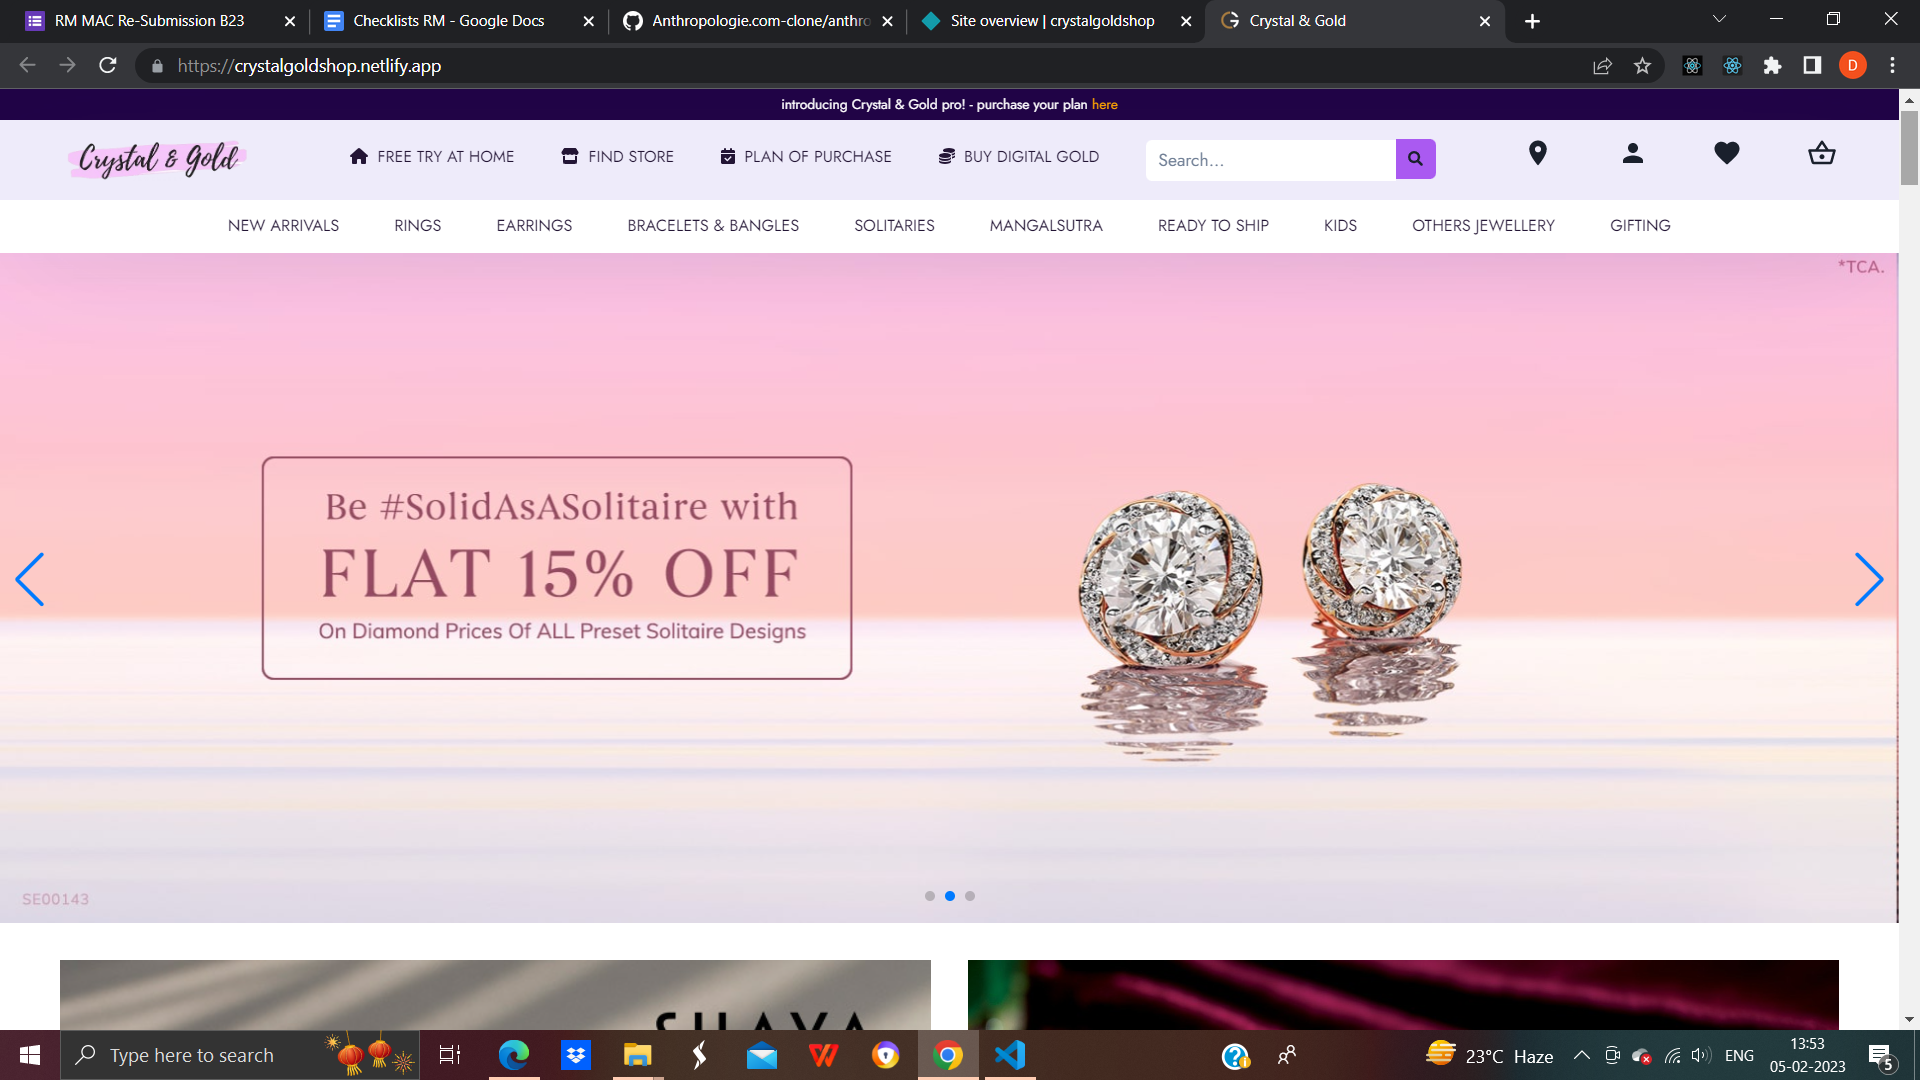 RM MAC Re-Submission B23
Checklists RM - Google Docs
Anthropologie.com-clone/anthro
Site overview | crystalgoldshop
Crystal & Gold
https://crystalgoldshop.netlify.app
D
introducing Crystal & Gold pro! - purchase your plan here
Crystal & Gold
FREE TRY AT HOME
FIND STORE
PLAN OF PURCHASE
BUY DIGITAL GOLD
Search...
NEW ARRIVALS
RINGS
EARRINGS
BRACELETS & BANGLES
SOLITARIES
MANGALSUTRA
READY TO SHIP
KIDS
OTHERS JEWELLERY
GIFTING
*TCA.
Be #SolidAsASolitaire with
FLAT 15% OFF
On Diamond Prices Of ALL Preset Solitaire Designs
SE00143
SHAYA
Type here to search
23°C Haze
ENG
13:53
05-02-2023
5